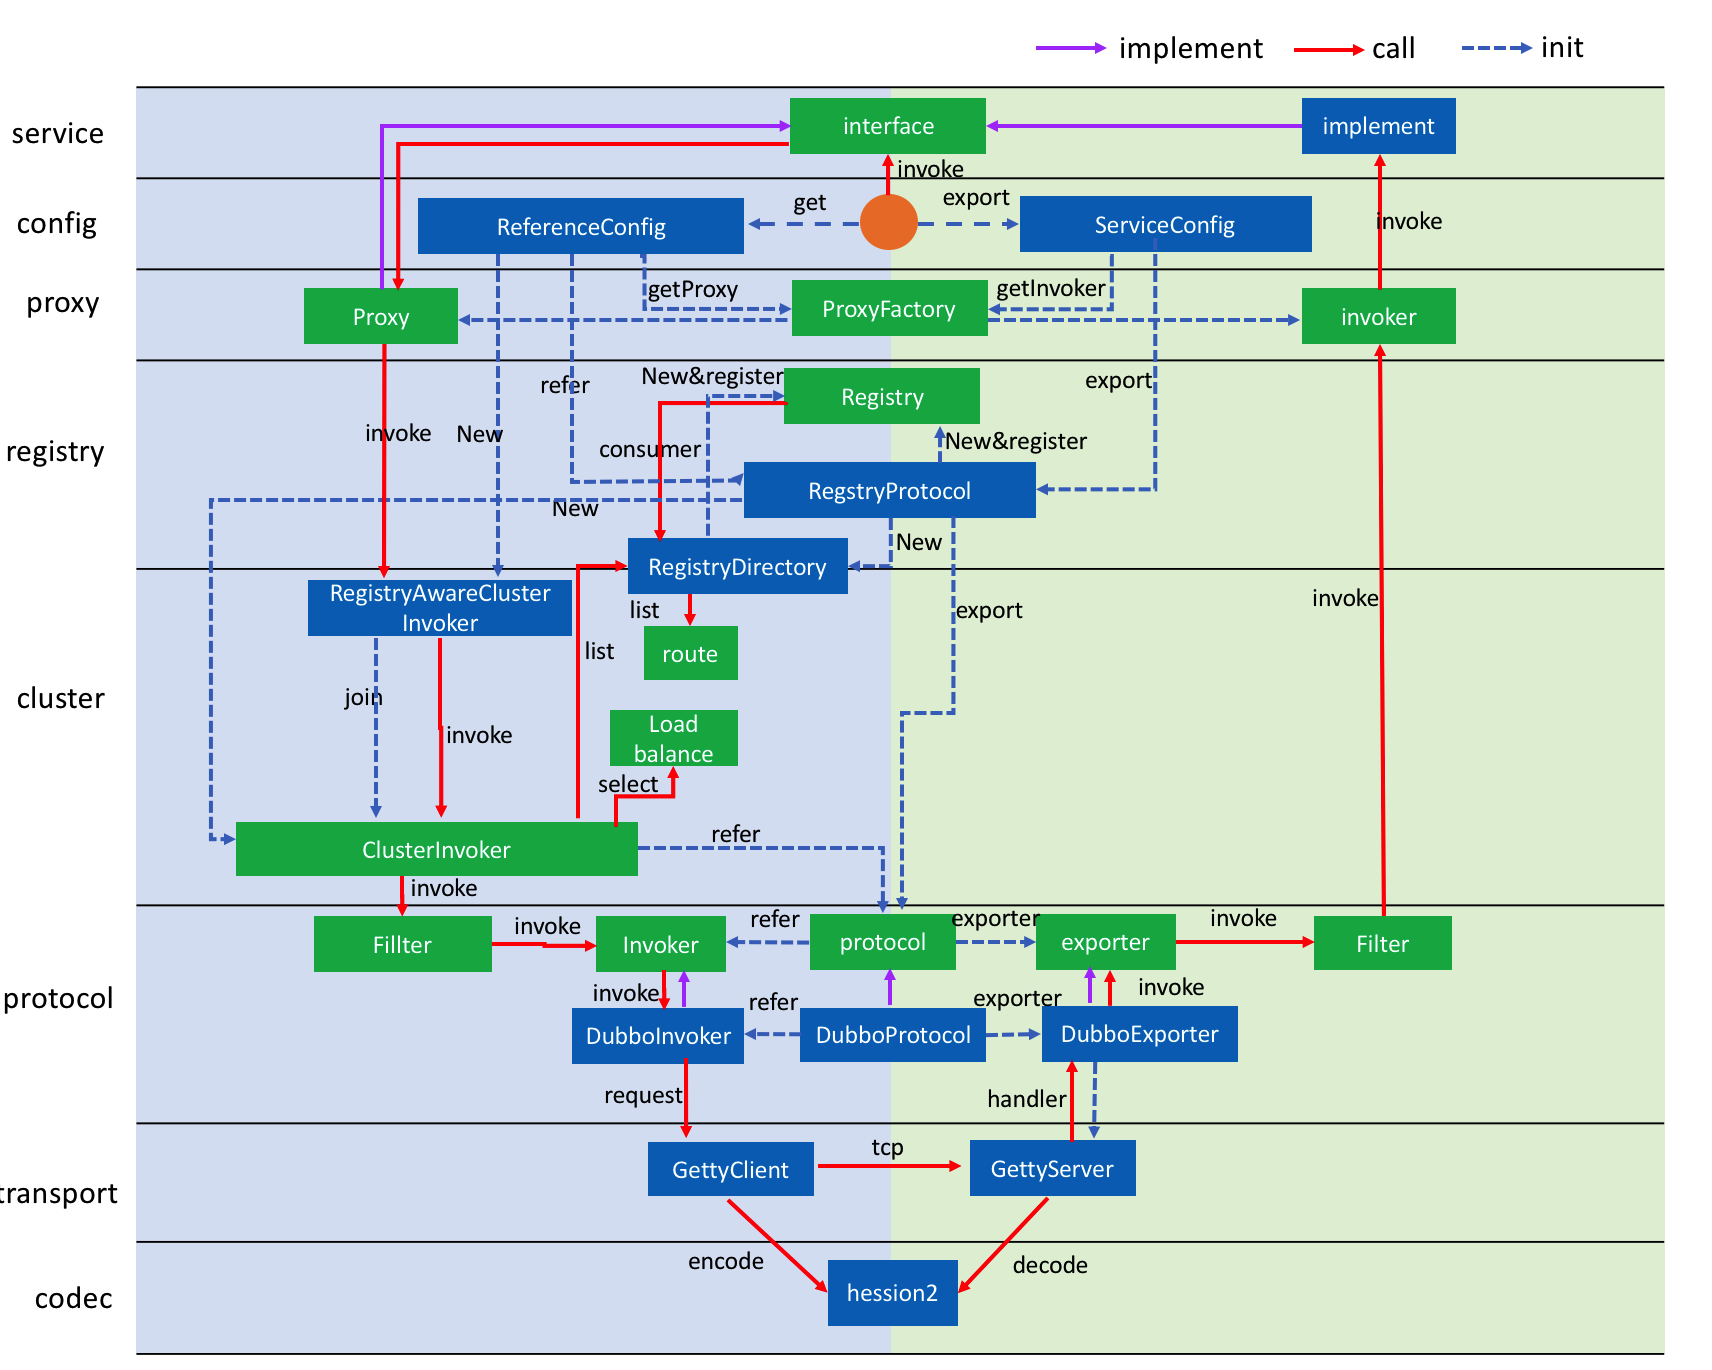 implement
call
init
service
interface
implement
invoke
config
get
export
ReferenceConfig
ServiceConfig
invoke
proxy
getProxy
getInvoker
Proxy
ProxyFactory
invoker
refer
New&register
Registry
export
invoke
New
registry
consumer
New&register
RegstryProtocol
New
New
RegistryDirectory
RegistryAwareCluster
Invoker
list
export
invoke
route
list
cluster
join
invoke
Load
balance
select
refer
ClusterInvoker
invoke
protocol
Fillter
invoke
Invoker
refer
protocol
exporter
exporter
invoke
Filter
invoke
refer
exporter
invoke
DubboInvoker
DubboProtocol
DubboExporter
request
handler
transport
GettyClient
tcp
GettyServer
encode
decode
codec
hession2